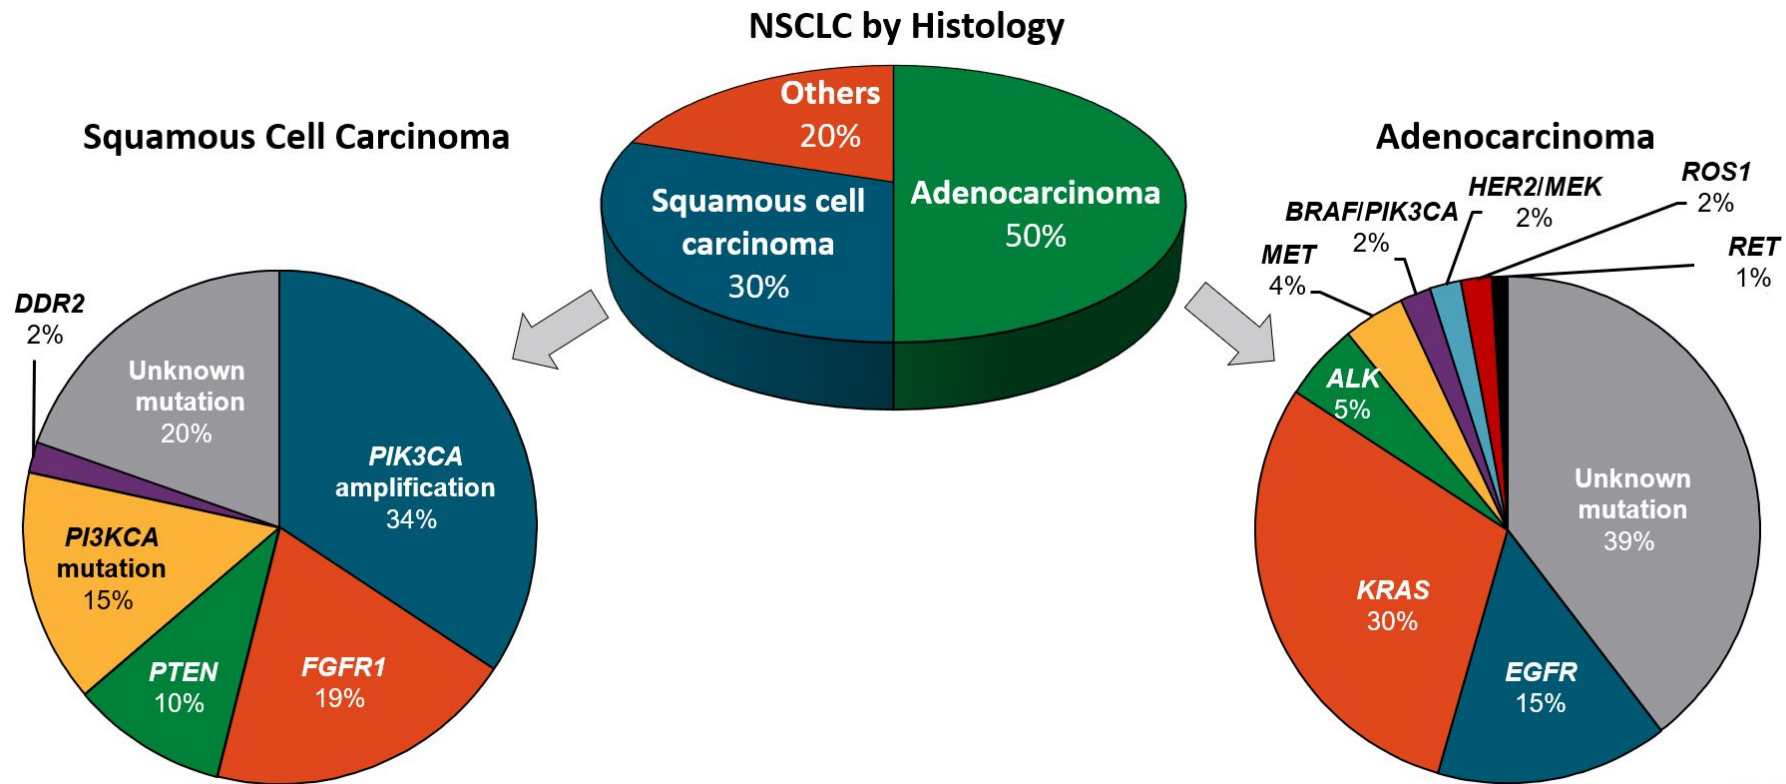 NSCLC by Histology
Others
20%
Squamous cell
carcinoma
30%
Adenocarcinoma
50%
Squamous Cell Carcinoma
DDR2
2%
Unknown
mutation
20%
PIK3CA
amplification
34%
PI3KCA
mutation
15%
PTEN
10%
FGFR1
19%
Adenocarcinoma
ROS1
2%
HER2/MEK
2%
BRAF/PIK3CA
2%
MET
4%
RET
1%
ALK
5%
Unknown
mutation
39%
KRAS
30%
EGFR
15%